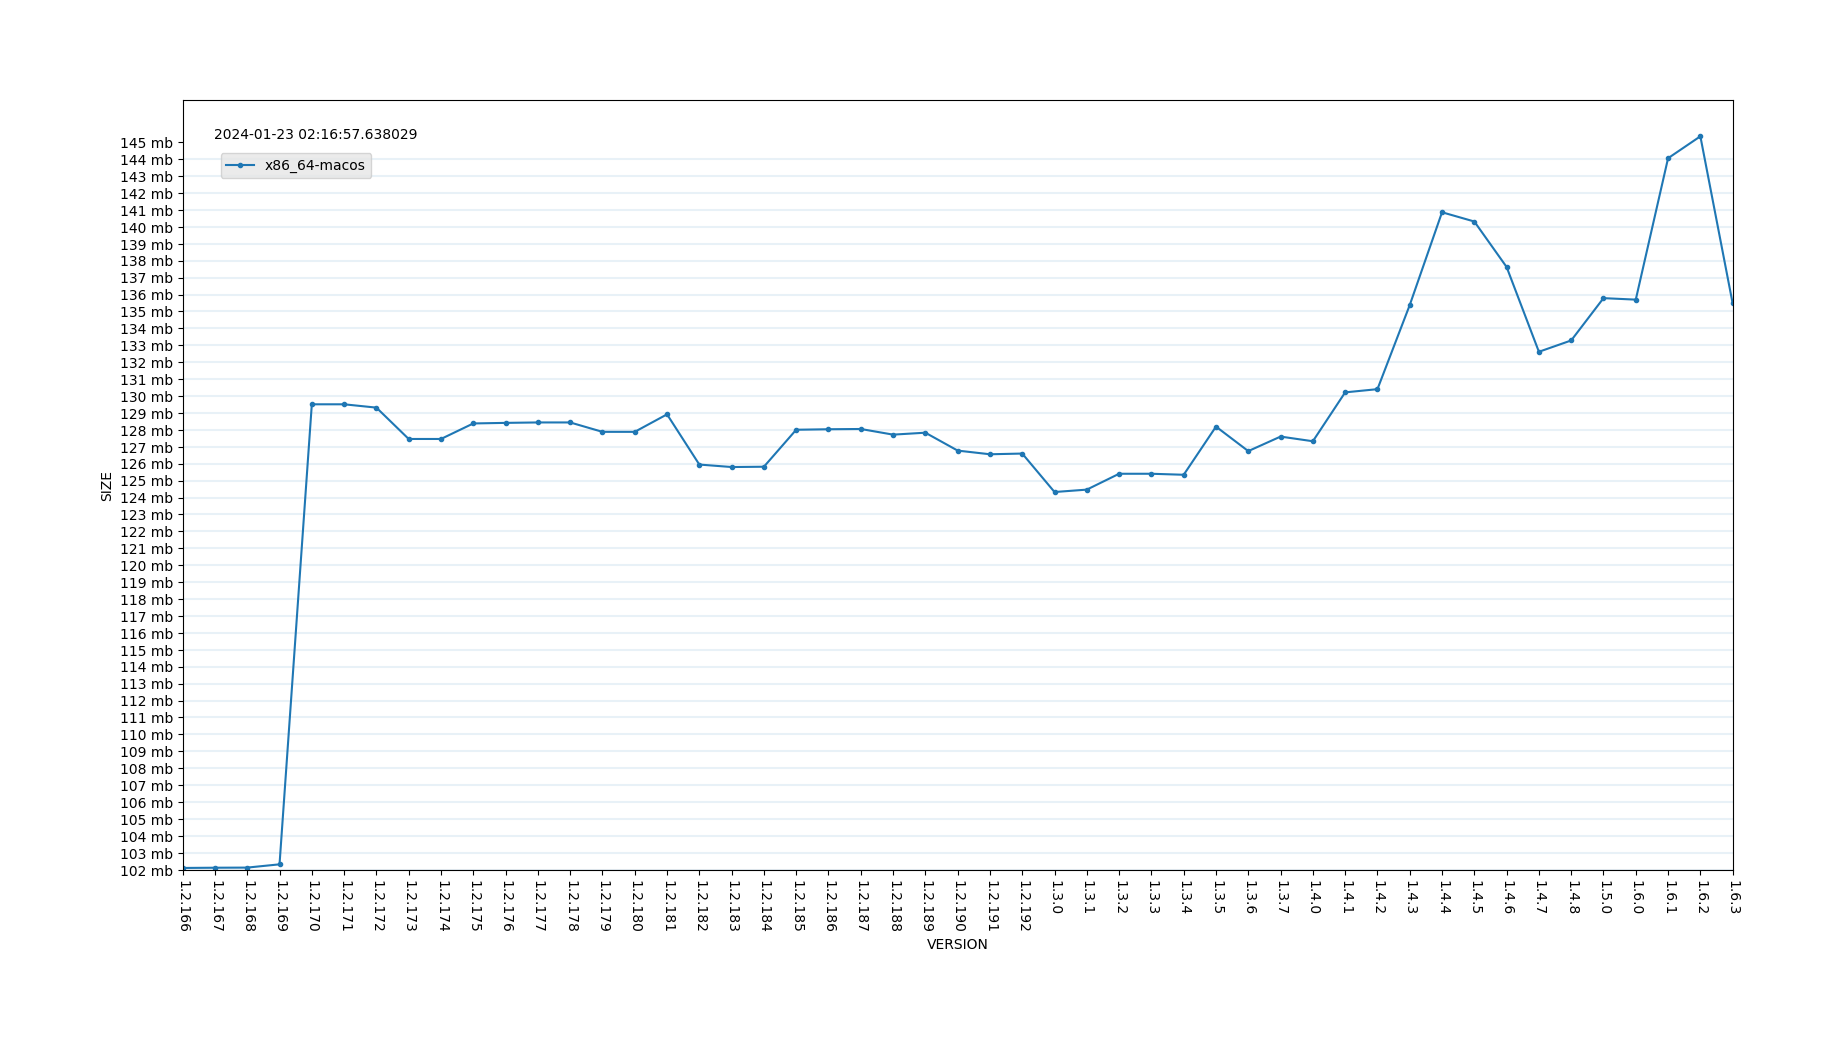 2024-01-23 02:16:57.638029
x86_64-macos
145 mb
144 mb
143 mb
142 mb
141 mb
140 mb
139 mb
138 mb
137 mb
136 mb
135 mb
134 mb
133 mb
132 mb
131 mb
130 mb
129 mb
128 mb
127 mb
126 mb
125 mb
124 mb
123 mb
122 mb
121 mb
120 mb
119 mb
118 mb
117 mb
116 mb
115 mb
114 mb
113 mb
112 mb
111 mb
110 mb
109 mb
108 mb
107 mb
106 mb
105 mb
104 mb
103 mb
102 mb
SIZE
1.2.166
1.2.167
1.2.168
1.2.169
1.2.170
1.2.171
1.2.172
1.2.173
1.2.174
1.2.175
1.2.176
1.2.177
1.2.178
1.2.179
1.2.180
1.2.181
1.2.182
1.2.183
1.2.184
1.2.185
1.2.186
1.2.187
1.2.188
1.2.189
1.2.190
1.2.191
1.2.192
1.3.0
1.3.1
1.3.2
1.3.3
1.3.4
1.3.5
1.3.6
1.3.7
1.4.0
1.4.1
1.4.2
1.4.3
1.4.4
1.4.5
1.4.6
1.4.7
1.4.8
1.5.0
1.6.0
1.6.1
1.6.2
1.6.3
VERSION